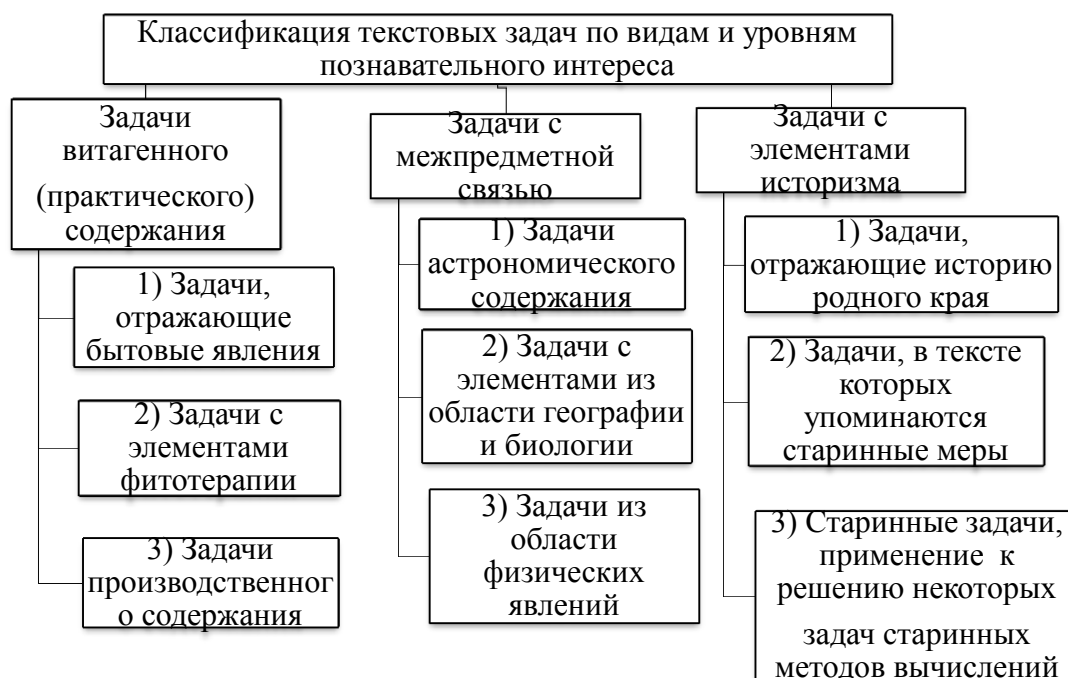 Классификация текстовых задач по видам и уровням
познавательного интереса
Задачи
витагенного
(практического)
содержания
1) Задачи,
отражающие
бытовые явления
2) Задачи с
элементами
фитотерапии
3) Задачи
производственног
о содержания
Задачи с
межпредметной
связью
1) Задачи
астрономического
содержания
2) Задачи с
элементами из
области географии
и биологии
3) Задачи из
области
физических
явлений
Задачи с
элементами
историзма
1) Задачи,
отражающие историю
родного края
2) Задачи, в тексте
которых
упоминаются
старинные меры
3) Старинные задачи,
применение к
решению некоторых
задач старинных
методов вычислений